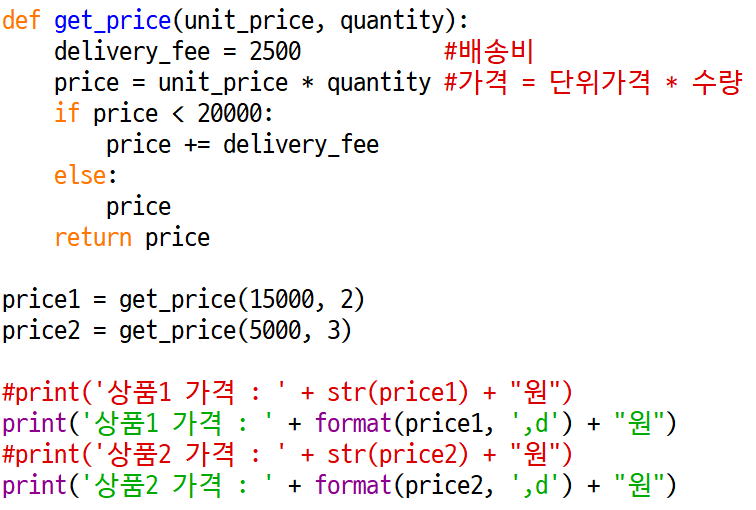 def get_price(unit_price, quantity):
    delivery_fee = 2500           #배송비
    price = unit_price * quantity #가격 = 단위가격 * 수량
    if price < 20000:
        price += delivery_fee
    else:
        price
    return price

price1 = get_price(15000, 2)
price2 = get_price(5000, 3)

#print('상품1 가격 : ' + str(price1) + "원")
print('상품1 가격 : ' + format(price1, ',d') + "원")
#print('상품2 가격 : ' + str(price2) + "원")
print('상품2 가격 : ' + format(price2, ',d') + "원")